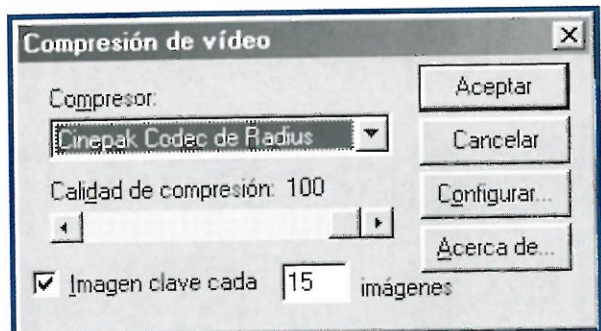 Compresión de vídeo
Compresor:
Cinepak Codec de Radius
Calidad de compresión: 100
Imagen clave cada 15 imágenes
Aceptar
Cancelar
Configurar...
Acerca de...